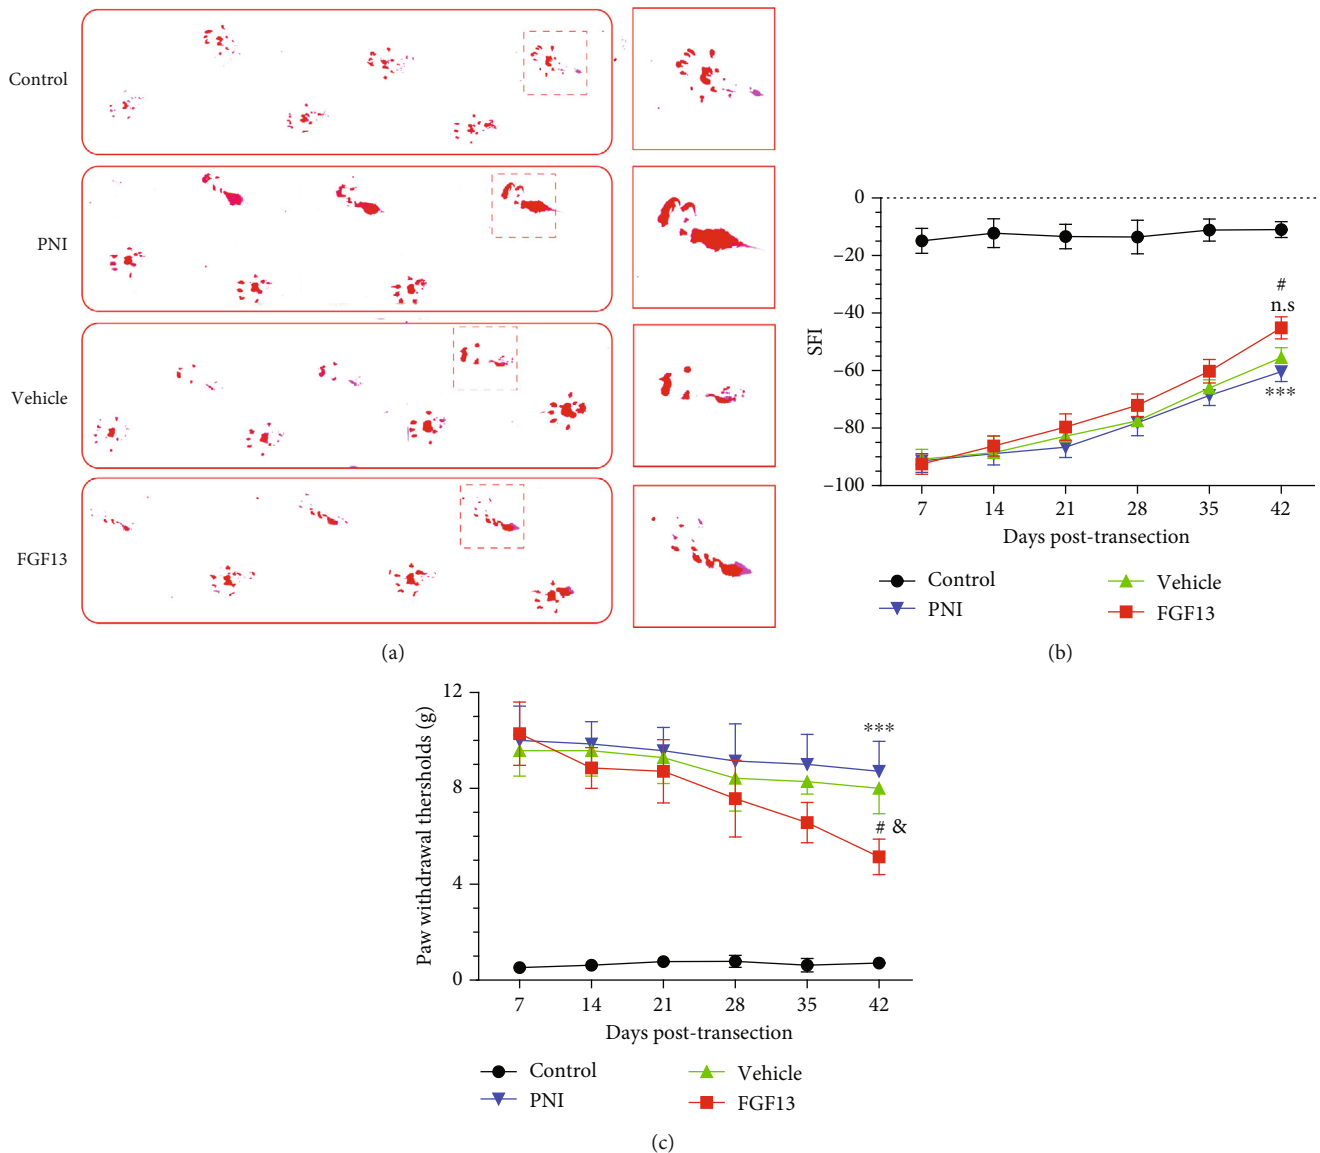 Control
PNI
Vehicle
FGF13
(a)
0
−20
−40
−60
−80
−100
SFI
#
n.s
***
7 14 21 28 35 42
Days post-transection
Control Vehicle
PNI FGF13
(b)
12
8
4
0
Paw withdrawal thersholds (g)
***
# &
7 14 21 28 35 42
Days post-transection
Control Vehicle
PNI FGF13
(c)